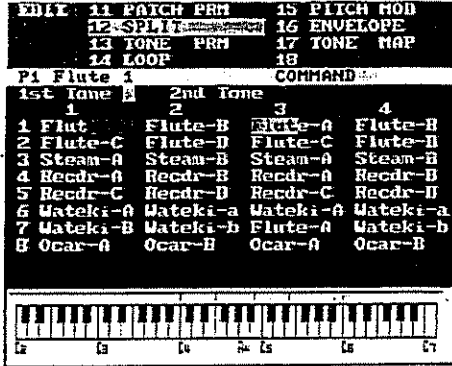 EDIT 11 PATCH PRM 15 PITCH MOD
12 SPLIT 16 ENVELOPE
13 TONE PRM 17 TONE MAP
14 LOOP 18
P1 Flute 1 COMMAND
1st Tone 2nd Tone
1 2 3 4
1 Flut Flute-B Flute-A Flute-B
2 Flute-C Flute-D Flute-C Flute-D
3 Steam-A Steam-B Steam-A Steam-B
4 Recdr-A Recdr-B Recdr-A Recdr-B
5 Recdr-C Recdr-D Recdr-C Recdr-D
6 Wateki-A Wateki-a Wateki-A Wateki-a
7 Wateki-B Wateki-b Flute-A Wateki-b
8 Ocar-A Ocar-B Ocar-A Ocar-B
C2 C3 C4 C5 C6 C7